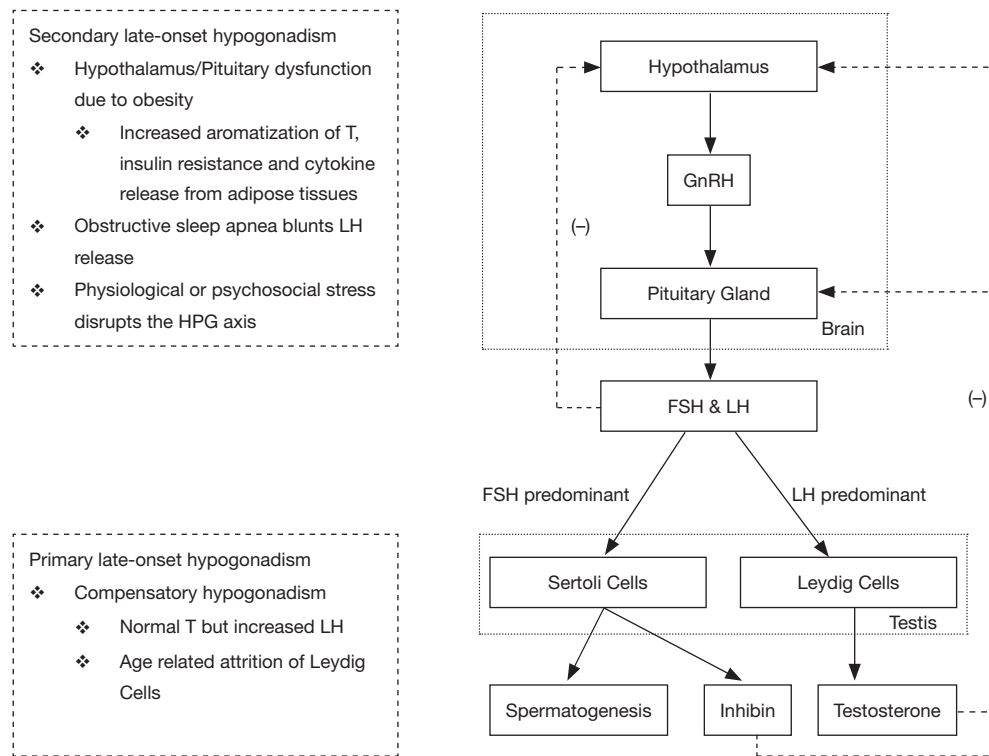 Secondary late-onset hypogonadism
❖ Hypothalamus/Pituitary dysfunction
due to obesity
❖ Increased aromatization of T,
insulin resistance and cytokine
release from adipose tissues
❖ Obstructive sleep apnea blunts LH
release
❖ Physiological or psychosocial stress
disrupts the HPG axis
Primary late-onset hypogonadism
❖ Compensatory hypogonadism
❖ Normal T but increased LH
❖ Age related attrition of Leydig
Cells
Hypothalamus
GnRH
(–)
Pituitary Gland
Brain
FSH & LH
(–)
FSH predominant
LH predominant
Sertoli Cells
Leydig Cells
Testis
Spermatogenesis
Inhibin
Testosterone